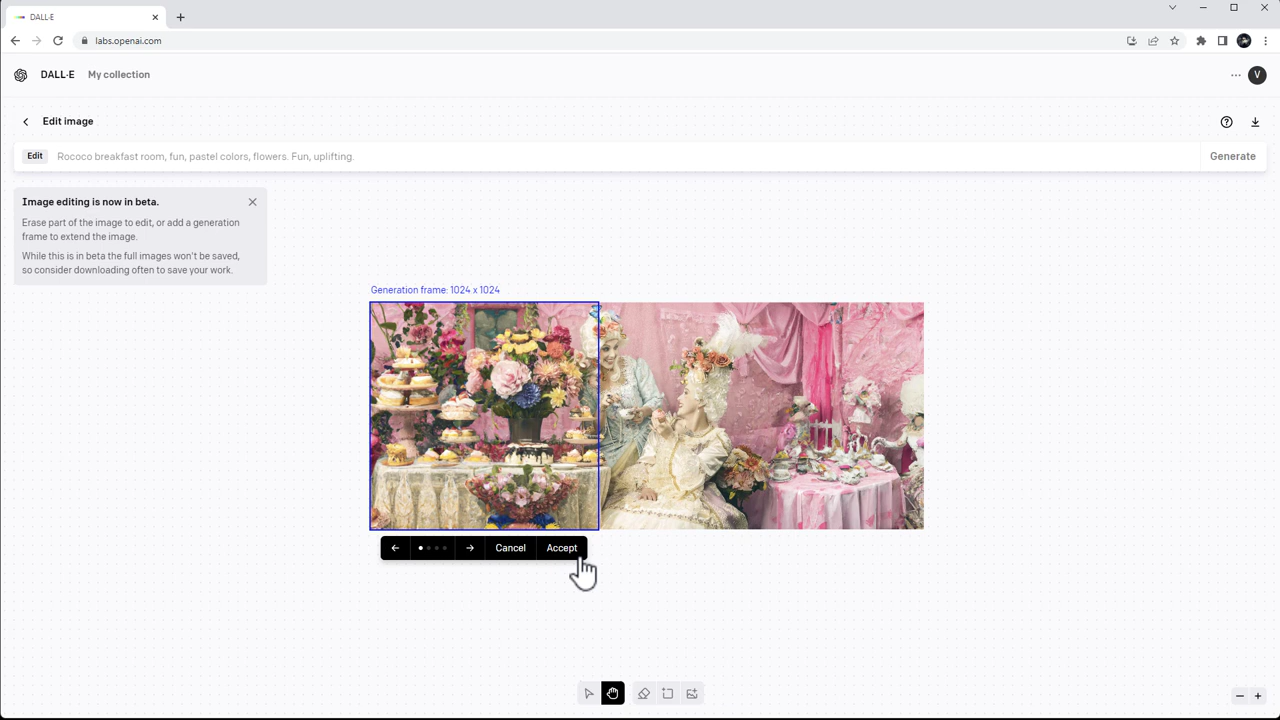 DALL·E
labs.openai.com
DALL·E
My collection
V
Edit image
Edit
Rococo breakfast room, fun, pastel colors, flowers. Fun, uplifting.
Generate
Image editing is now in beta.
Erase part of the image to edit, or add a generation
frame to extend the image.
While this is in beta the full images won't be saved,
so consider downloading often to save your work.
Generation frame: 1024 x 1024
Cancel
Accept